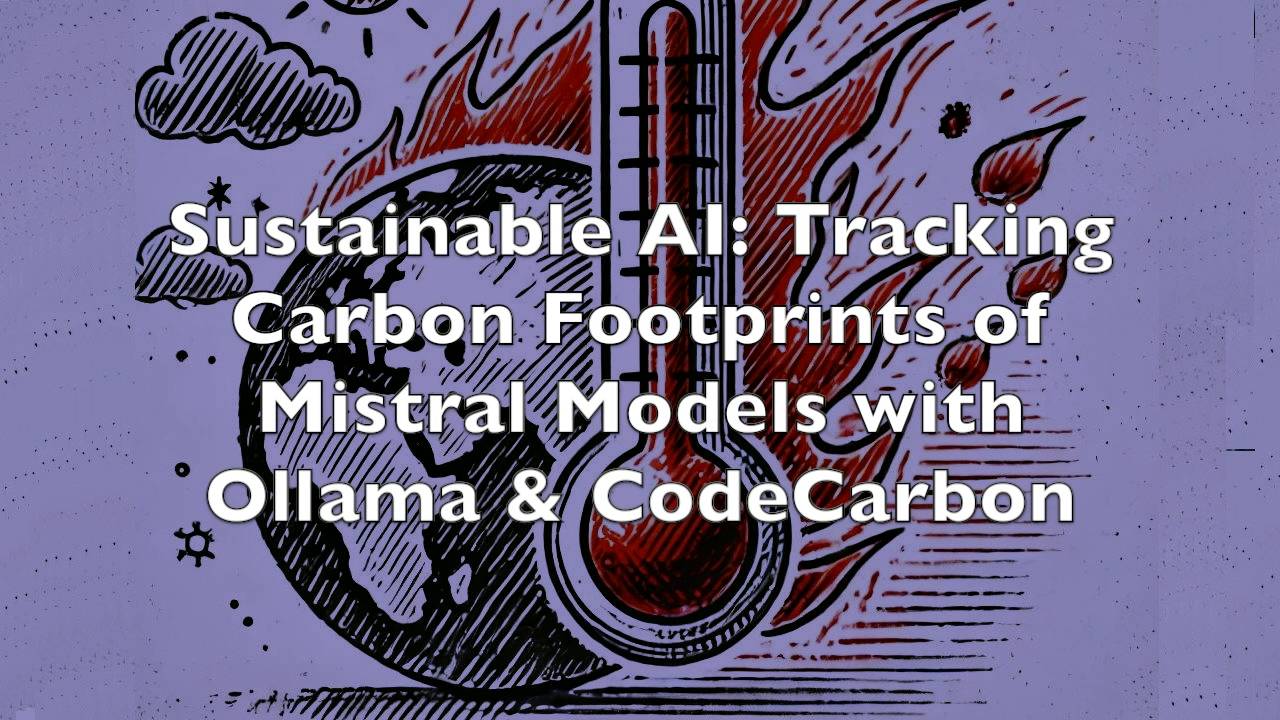 Sustainable AI: Tracking
Carbon Footprints of
Mistral Models with
Ollama & CodeCarbon